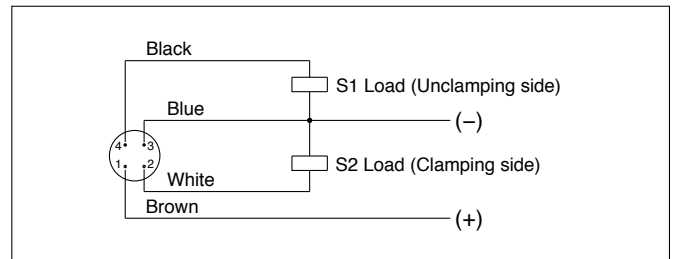 Black
S1 Load (Unclamping side)
Blue
(−)
4 3
1 2
S2 Load (Clamping side)
White
Brown
(+)